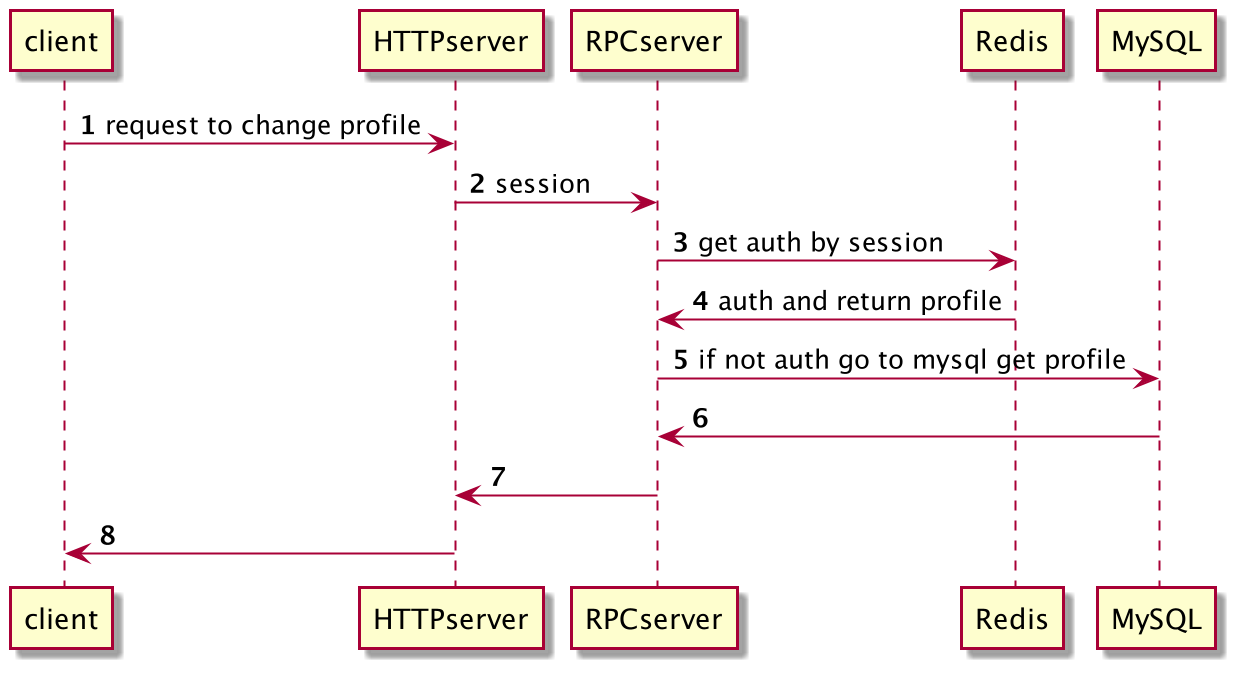 client
HTTPserver
RPCserver
Redis
MySQL
1 request to change profile
2 session
3 get auth by session
4 auth and return profile
5 if not auth go to mysql get profile
6
7
8
client
HTTPserver
RPCserver
Redis
MySQL